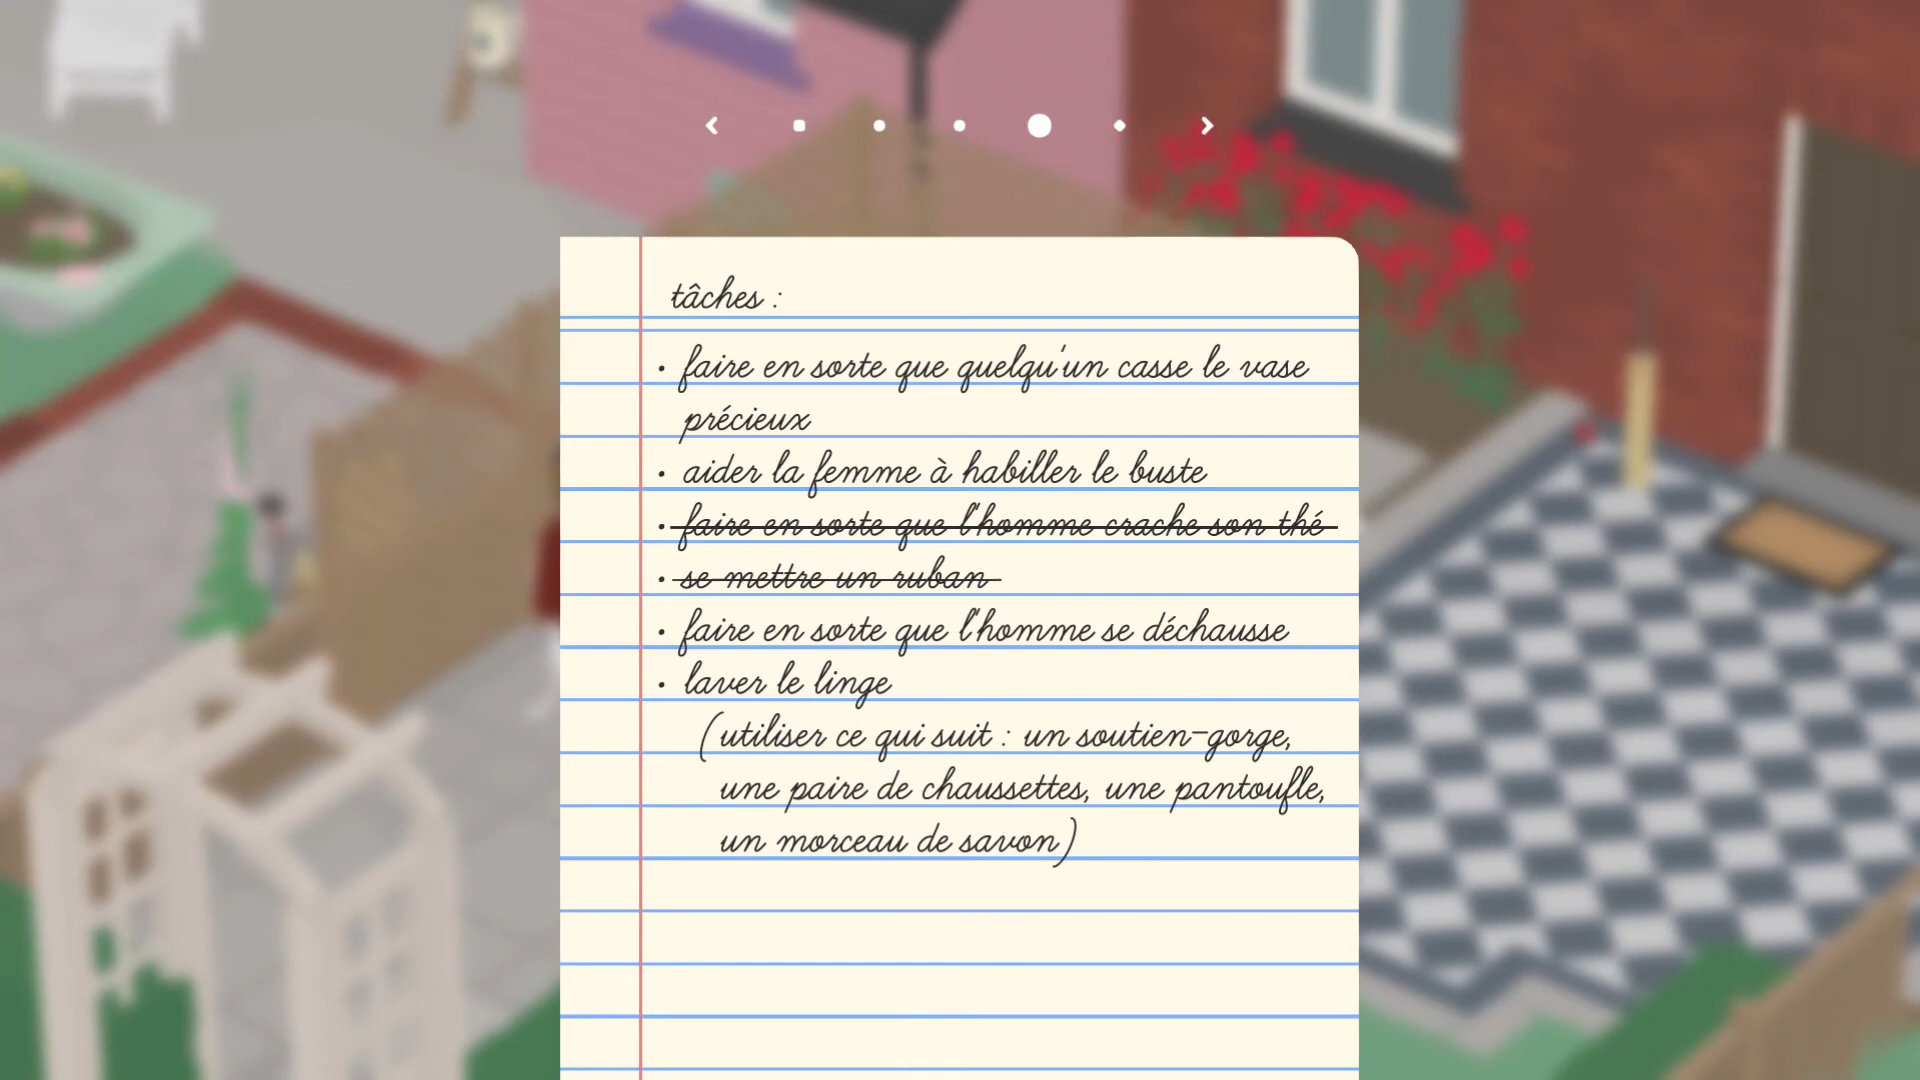 tâches :
• faire en sorte que quelqu'un casse le vase
précieux
• aider la femme à habiller le buste
• faire en sorte que l'homme crache son thé
• se mettre un ruban
• faire en sorte que l'homme se déchausse
• laver le linge
(utiliser ce qui suit : un soutien-gorge,
une paire de chaussettes, une pantoufle,
un morceau de savon)